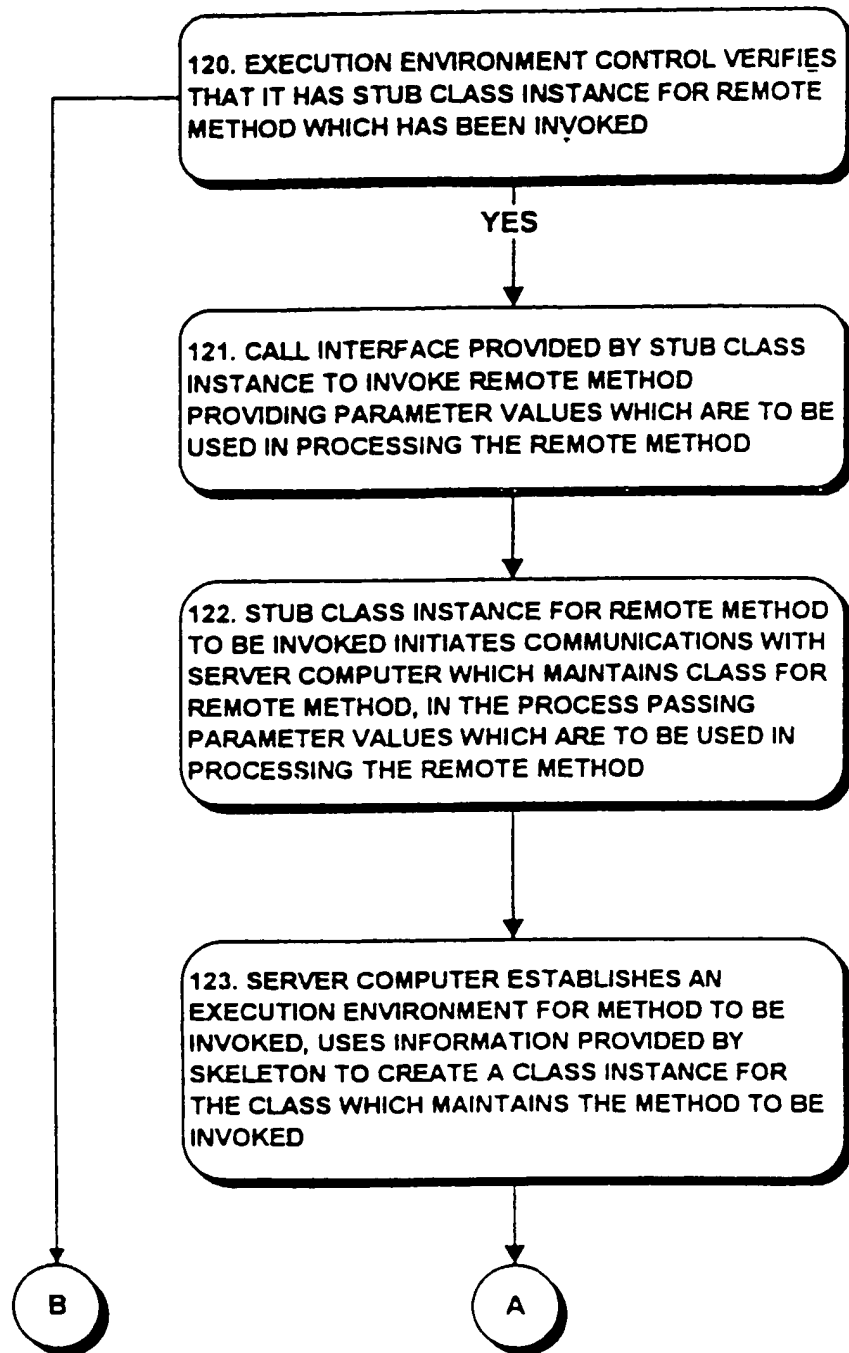 120. EXECUTION ENVIRONMENT CONTROL VERIFIES
THAT IT HAS STUB CLASS INSTANCE FOR REMOTE
METHOD WHICH HAS BEEN INVOKED
YES
121. CALL INTERFACE PROVIDED BY STUB CLASS
INSTANCE TO INVOKE REMOTE METHOD
PROVIDING PARAMETER VALUES WHICH ARE TO BE
USED IN PROCESSING THE REMOTE METHOD
122. STUB CLASS INSTANCE FOR REMOTE METHOD
TO BE INVOKED INITIATES COMMUNICATIONS WITH
SERVER COMPUTER WHICH MAINTAINS CLASS FOR
REMOTE METHOD, IN THE PROCESS PASSING
PARAMETER VALUES WHICH ARE TO BE USED IN
PROCESSING THE REMOTE METHOD
123. SERVER COMPUTER ESTABLISHES AN
EXECUTION ENVIRONMENT FOR METHOD TO BE
INVOKED, USES INFORMATION PROVIDED BY
SKELETON TO CREATE A CLASS INSTANCE FOR
THE CLASS WHICH MAINTAINS THE METHOD TO BE
INVOKED
B
A